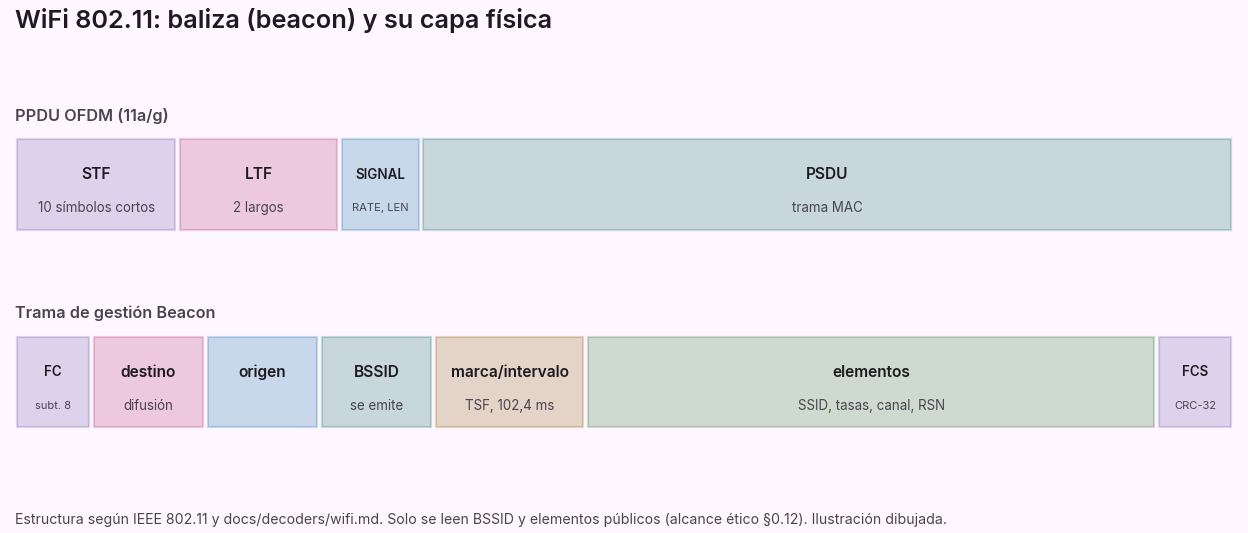 WiFi 802.11: baliza (beacon) y su capa física
PPDU OFDM (11a/g)
STF
10 símbolos cortos
LTF
2 largos
SIGNAL
RATE, LEN
PSDU
trama MAC
Trama de gestión Beacon
FC
subt. 8
destino
difusión
origen
BSSID
se emite
marca/intervalo
TSF, 102,4 ms
elementos
SSID, tasas, canal, RSN
FCS
CRC-32
Estructura según IEEE 802.11 y docs/decoders/wifi.md. Solo se leen BSSID y elementos públicos (alcance ético §0.12). Ilustración dibujada.